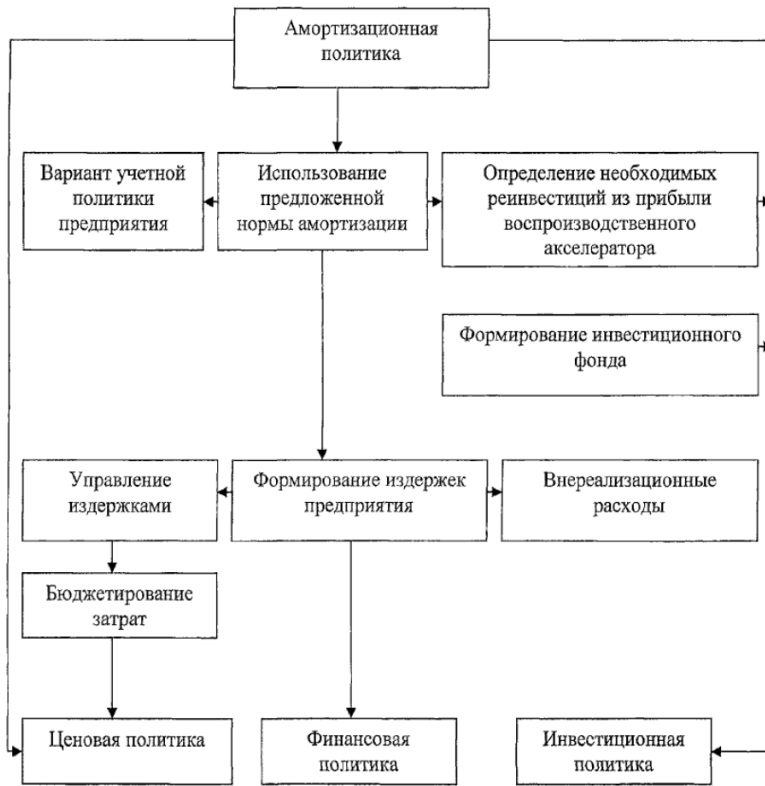 Амортизационная
политика
Вариант учетной
политики
предприятия
Использование
предложенной
нормы амортизации
Определение необходимых
реинвестиций из прибыли
воспроизводственного
акселератора
Формирование инвестиционного
фонда
Управление
издержками
Формирование издержек
предприятия
Внереализационные
расходы
Бюджетирование
затрат
Ценовая политика
Финансовая
политика
Инвестиционная
политика